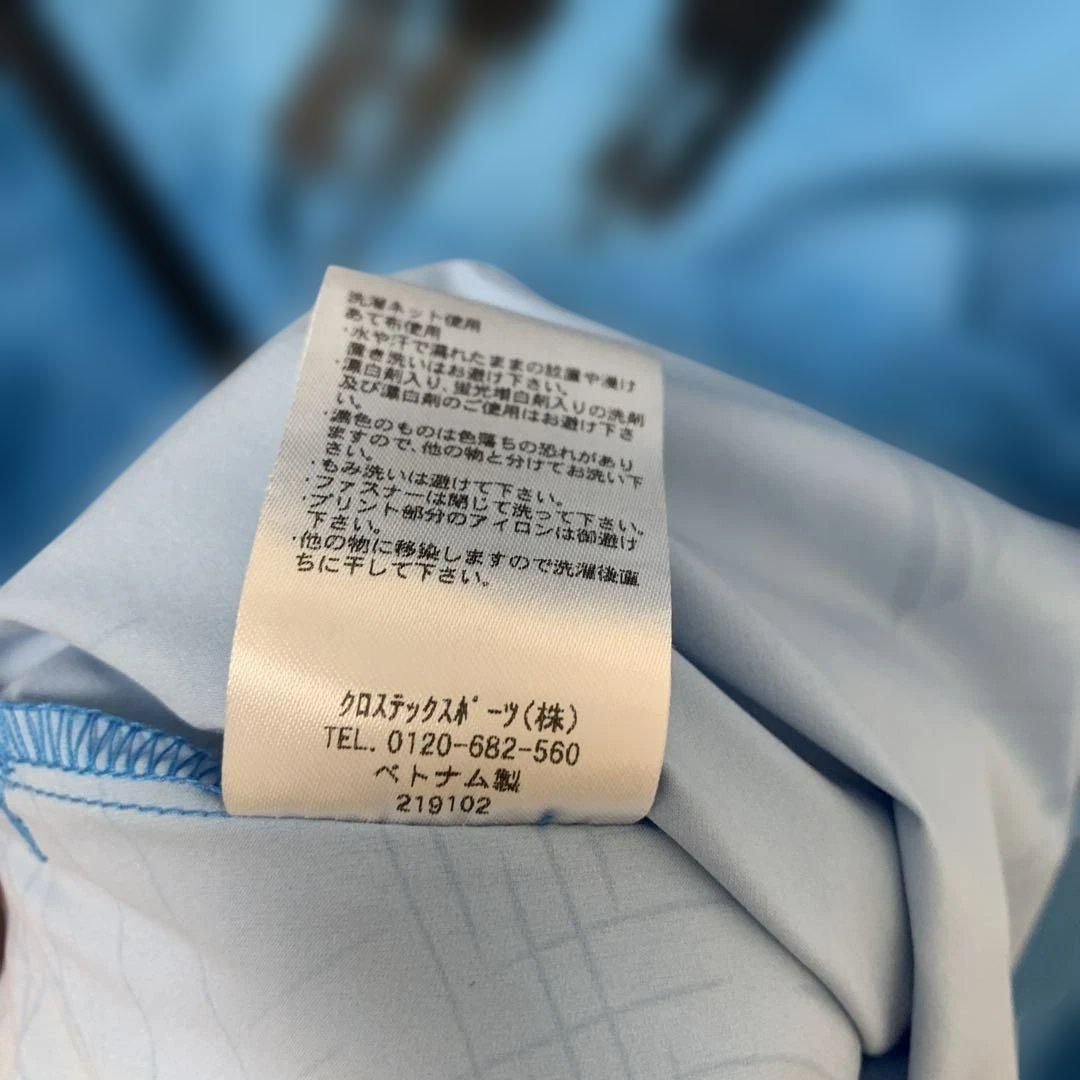 洗濯ネット使用
あて布使用
・水や汗で濡れたままの放置や漬け
置き洗いはお避け下さい。
・漂白剤入り、蛍光増白剤入りの洗剤
及び漂白剤のご使用はお避け下さ
い。
・濃色のものは色落ちの恐れがあり
ますので、他の物と分けてお洗い下
さい。
・もみ洗いは避けて下さい。
・ファスナーは閉じて洗って下さい。
・プリント部分のアイロンは御避け
下さい。
・他の物に移染しますので洗濯後直
ちに干して下さい。
クロステックスポーツ(株)
TEL. 0120-682-560
ベトナム製
219102